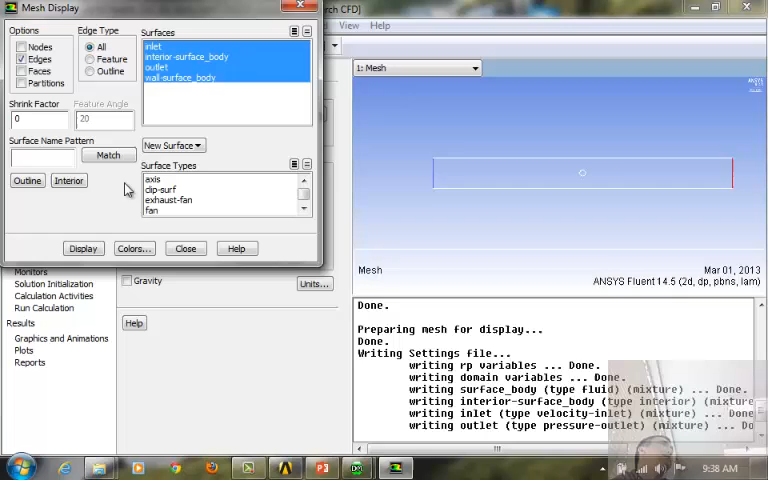 Mesh Display
rch CFD]
View Help
Options
Nodes
Edges
Faces
Partitions
Edge Type
All
Feature
Outline
Shrink Factor
0
Feature Angle
20
Surface Name Pattern
Match
Outline
Interior
Surfaces
inlet
interior-surface_body
outlet
wall-surface_body
New Surface
Surface Types
axis
clip-surf
exhaust-fan
fan
Display
Colors...
Close
Help
1: Mesh
ANSYS
Mesh
Mar 01, 2013
ANSYS Fluent 14.5 (2d, dp, pbns, lam)
Monitors
Solution Initialization
Calculation Activities
Run Calculation
Results
Graphics and Animations
Plots
Reports
Gravity
Units...
Help
Done.
Preparing mesh for display...
Done.
Writing Settings file...
writing rp variables ... Done.
writing domain variables ... Done.
writing surface_body (type fluid) (mixture) ... Done.
writing interior-surface_body (type interior) (mixture) ...
writing inlet (type velocity-inlet) (mixture) ... Done.
writing outlet (type pressure-outlet) (mixture) ... Do
9:38 AM